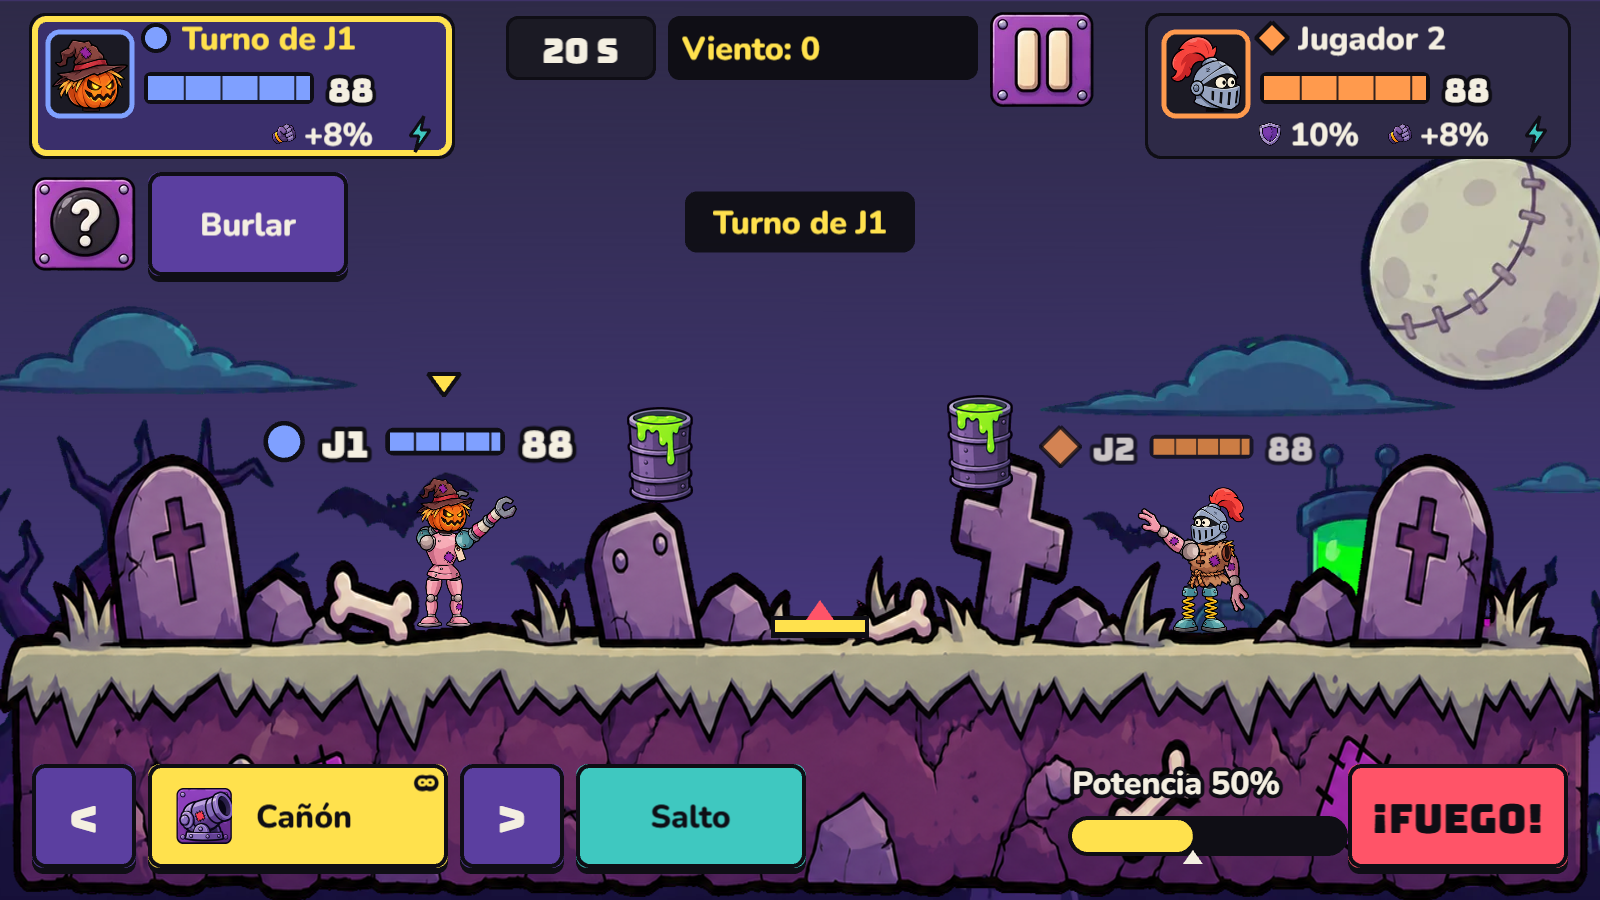 Turno de J1
88
+8%
20 S
Viento: 0
Jugador 2
88
10%
+8%
?
Burlar
Turno de J1
J1
88
J2
88
<
Cañón
∞
>
Salto
Potencia 50%
¡FUEGO!